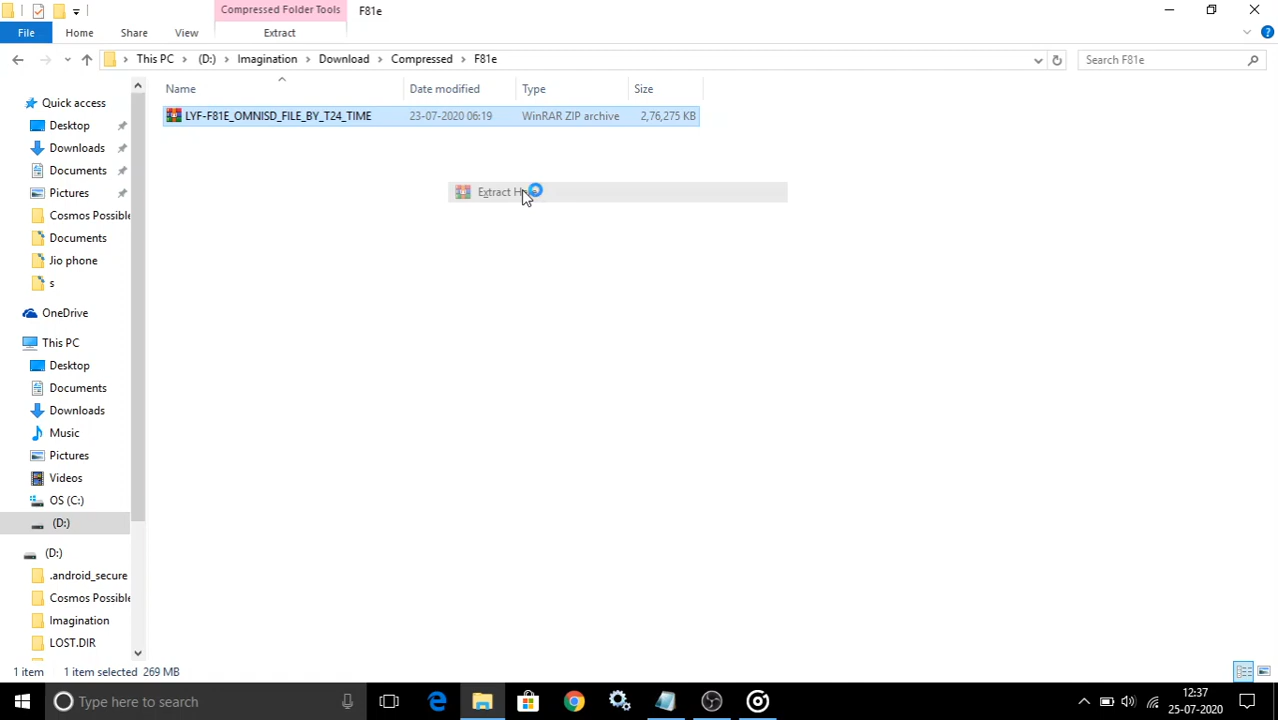 Compressed Folder Tools F81e
File Home Share View Extract
This PC (D:) Imagination Download Compressed F81e Search F81e
Name Date modified Type Size
LYF-F81E_OMNISD_FILE_BY_T24_TIME 23-07-2020 06:19 WinRAR ZIP archive 2,76,275 KB
Extract
Quick access
Desktop
Downloads
Documents
Pictures
Cosmos Possible
Documents
Jio phone
s
OneDrive
This PC
Desktop
Documents
Downloads
Music
Pictures
Videos
OS (C:)
(D:)
(D:)
.android_secure
Cosmos Possible
Imagination
LOST.DIR
1 item 1 item selected 269 MB
Type here to search
12:37
25-07-2020